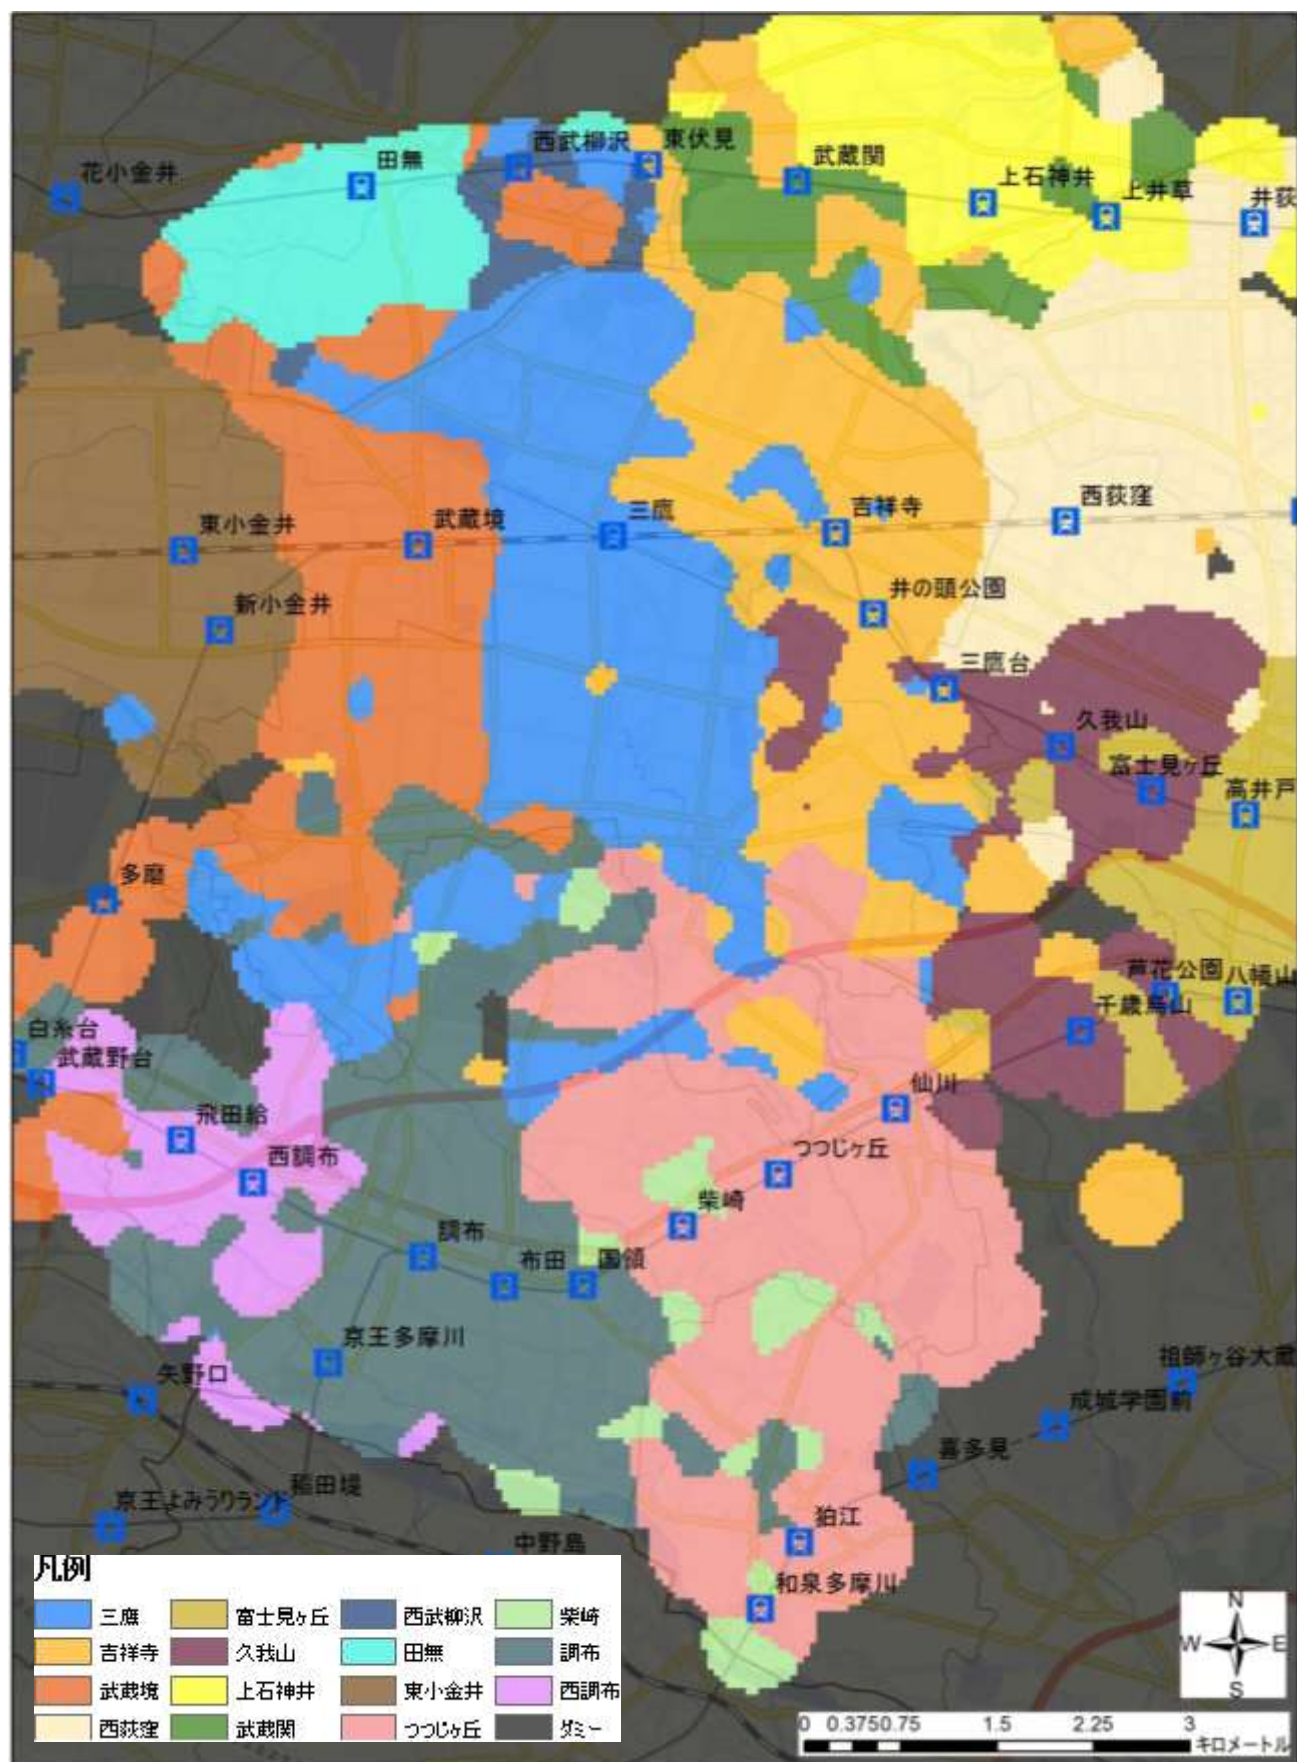 花小金井
田無
西武柳沢
東伏見
武蔵関
上石神井
上井草
井荻
東小金井
武蔵境
三鷹
吉祥寺
西荻窪
新小金井
井の頭公園
三鷹台
久我山
富士見ヶ丘
高井戸
多磨
芦花公園
八幡山
千歳烏山
白糸台
武蔵野台
飛田給
西調布
仙川
つつじヶ丘
柴崎
調布
布田
国領
京王多摩川
矢野口
祖師ヶ谷大蔵
成城学園前
喜多見
京王よみうりランド
稲田堤
狛江
中野島
和泉多摩川
凡例
三鷹 富士見ヶ丘 西武柳沢 柴崎
吉祥寺 久我山 田無 調布
武蔵境 上石神井 東小金井 西調布
西荻窪 武蔵関 つつじヶ丘 ダミー
N
W E
S
0 0.375 0.75 1.5 2.25 3
キロメートル